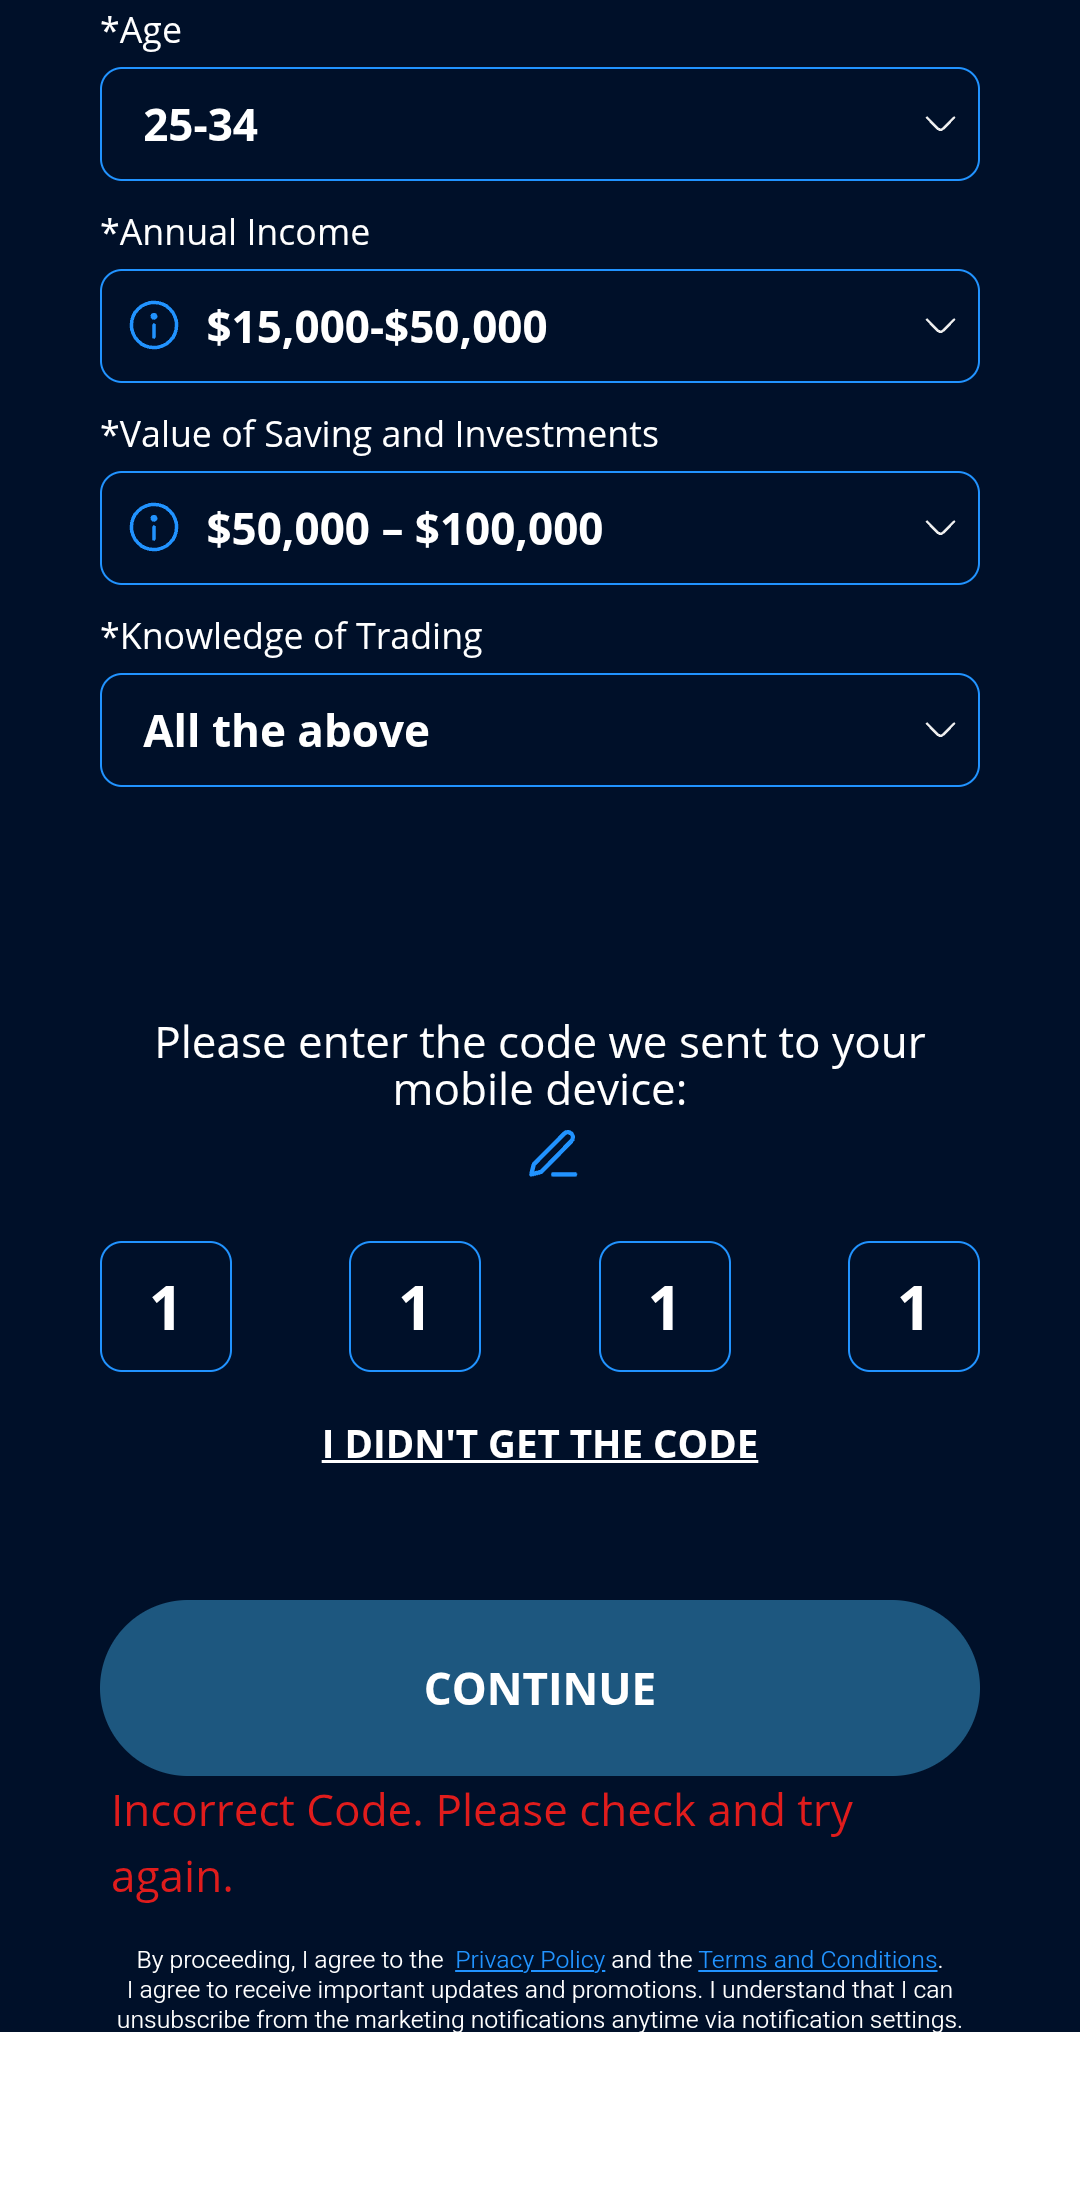 *Age
25-34
*Annual Income
$15,000-$50,000
*Value of Saving and Investments
$50,000 – $100,000
*Knowledge of Trading
All the above
Please enter the code we sent to your
mobile device:
1 1 1 1
I DIDN'T GET THE CODE
CONTINUE
Incorrect Code. Please check and try
again.
By proceeding, I agree to the Privacy Policy and the Terms and Conditions.
I agree to receive important updates and promotions. I understand that I can
unsubscribe from the marketing notifications anytime via notification settings.